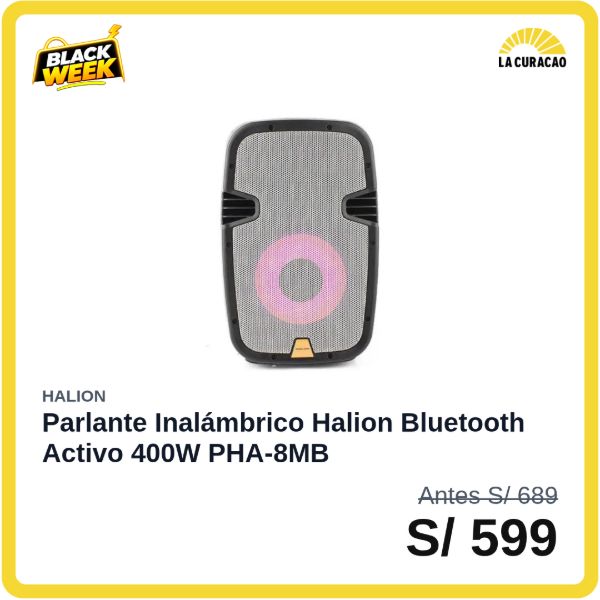 BLACK
WEEK
LA CURACAO
HALION
Parlante Inalámbrico Halion Bluetooth
Activo 400W PHA-8MB
Antes S/ 689
S/ 599